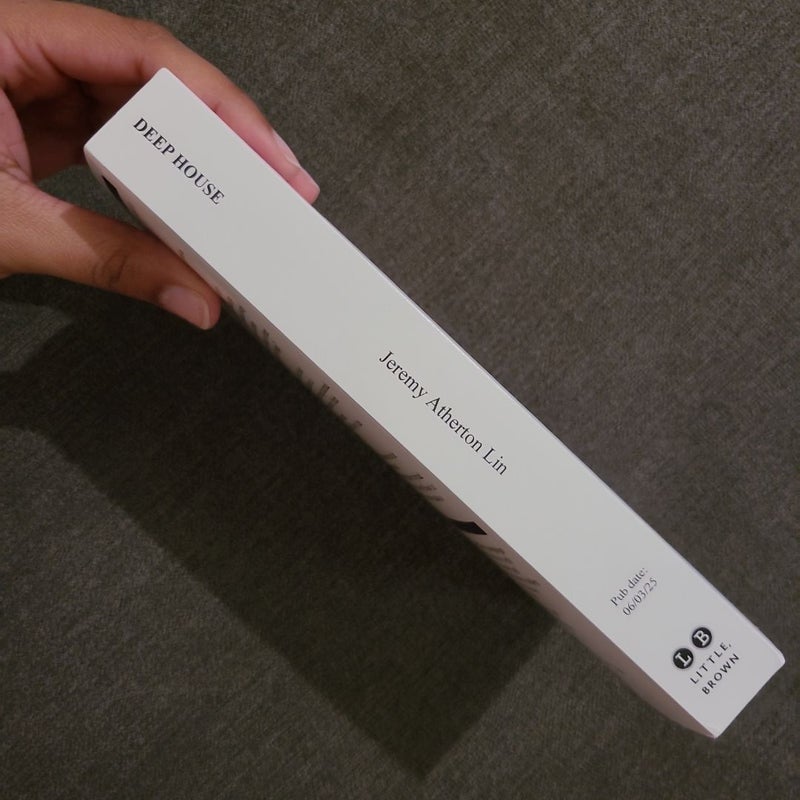 DEEP HOUSE
Jeremy Atherton Lin
Pub date:
06/03/25
L B
LITTLE,
BROWN